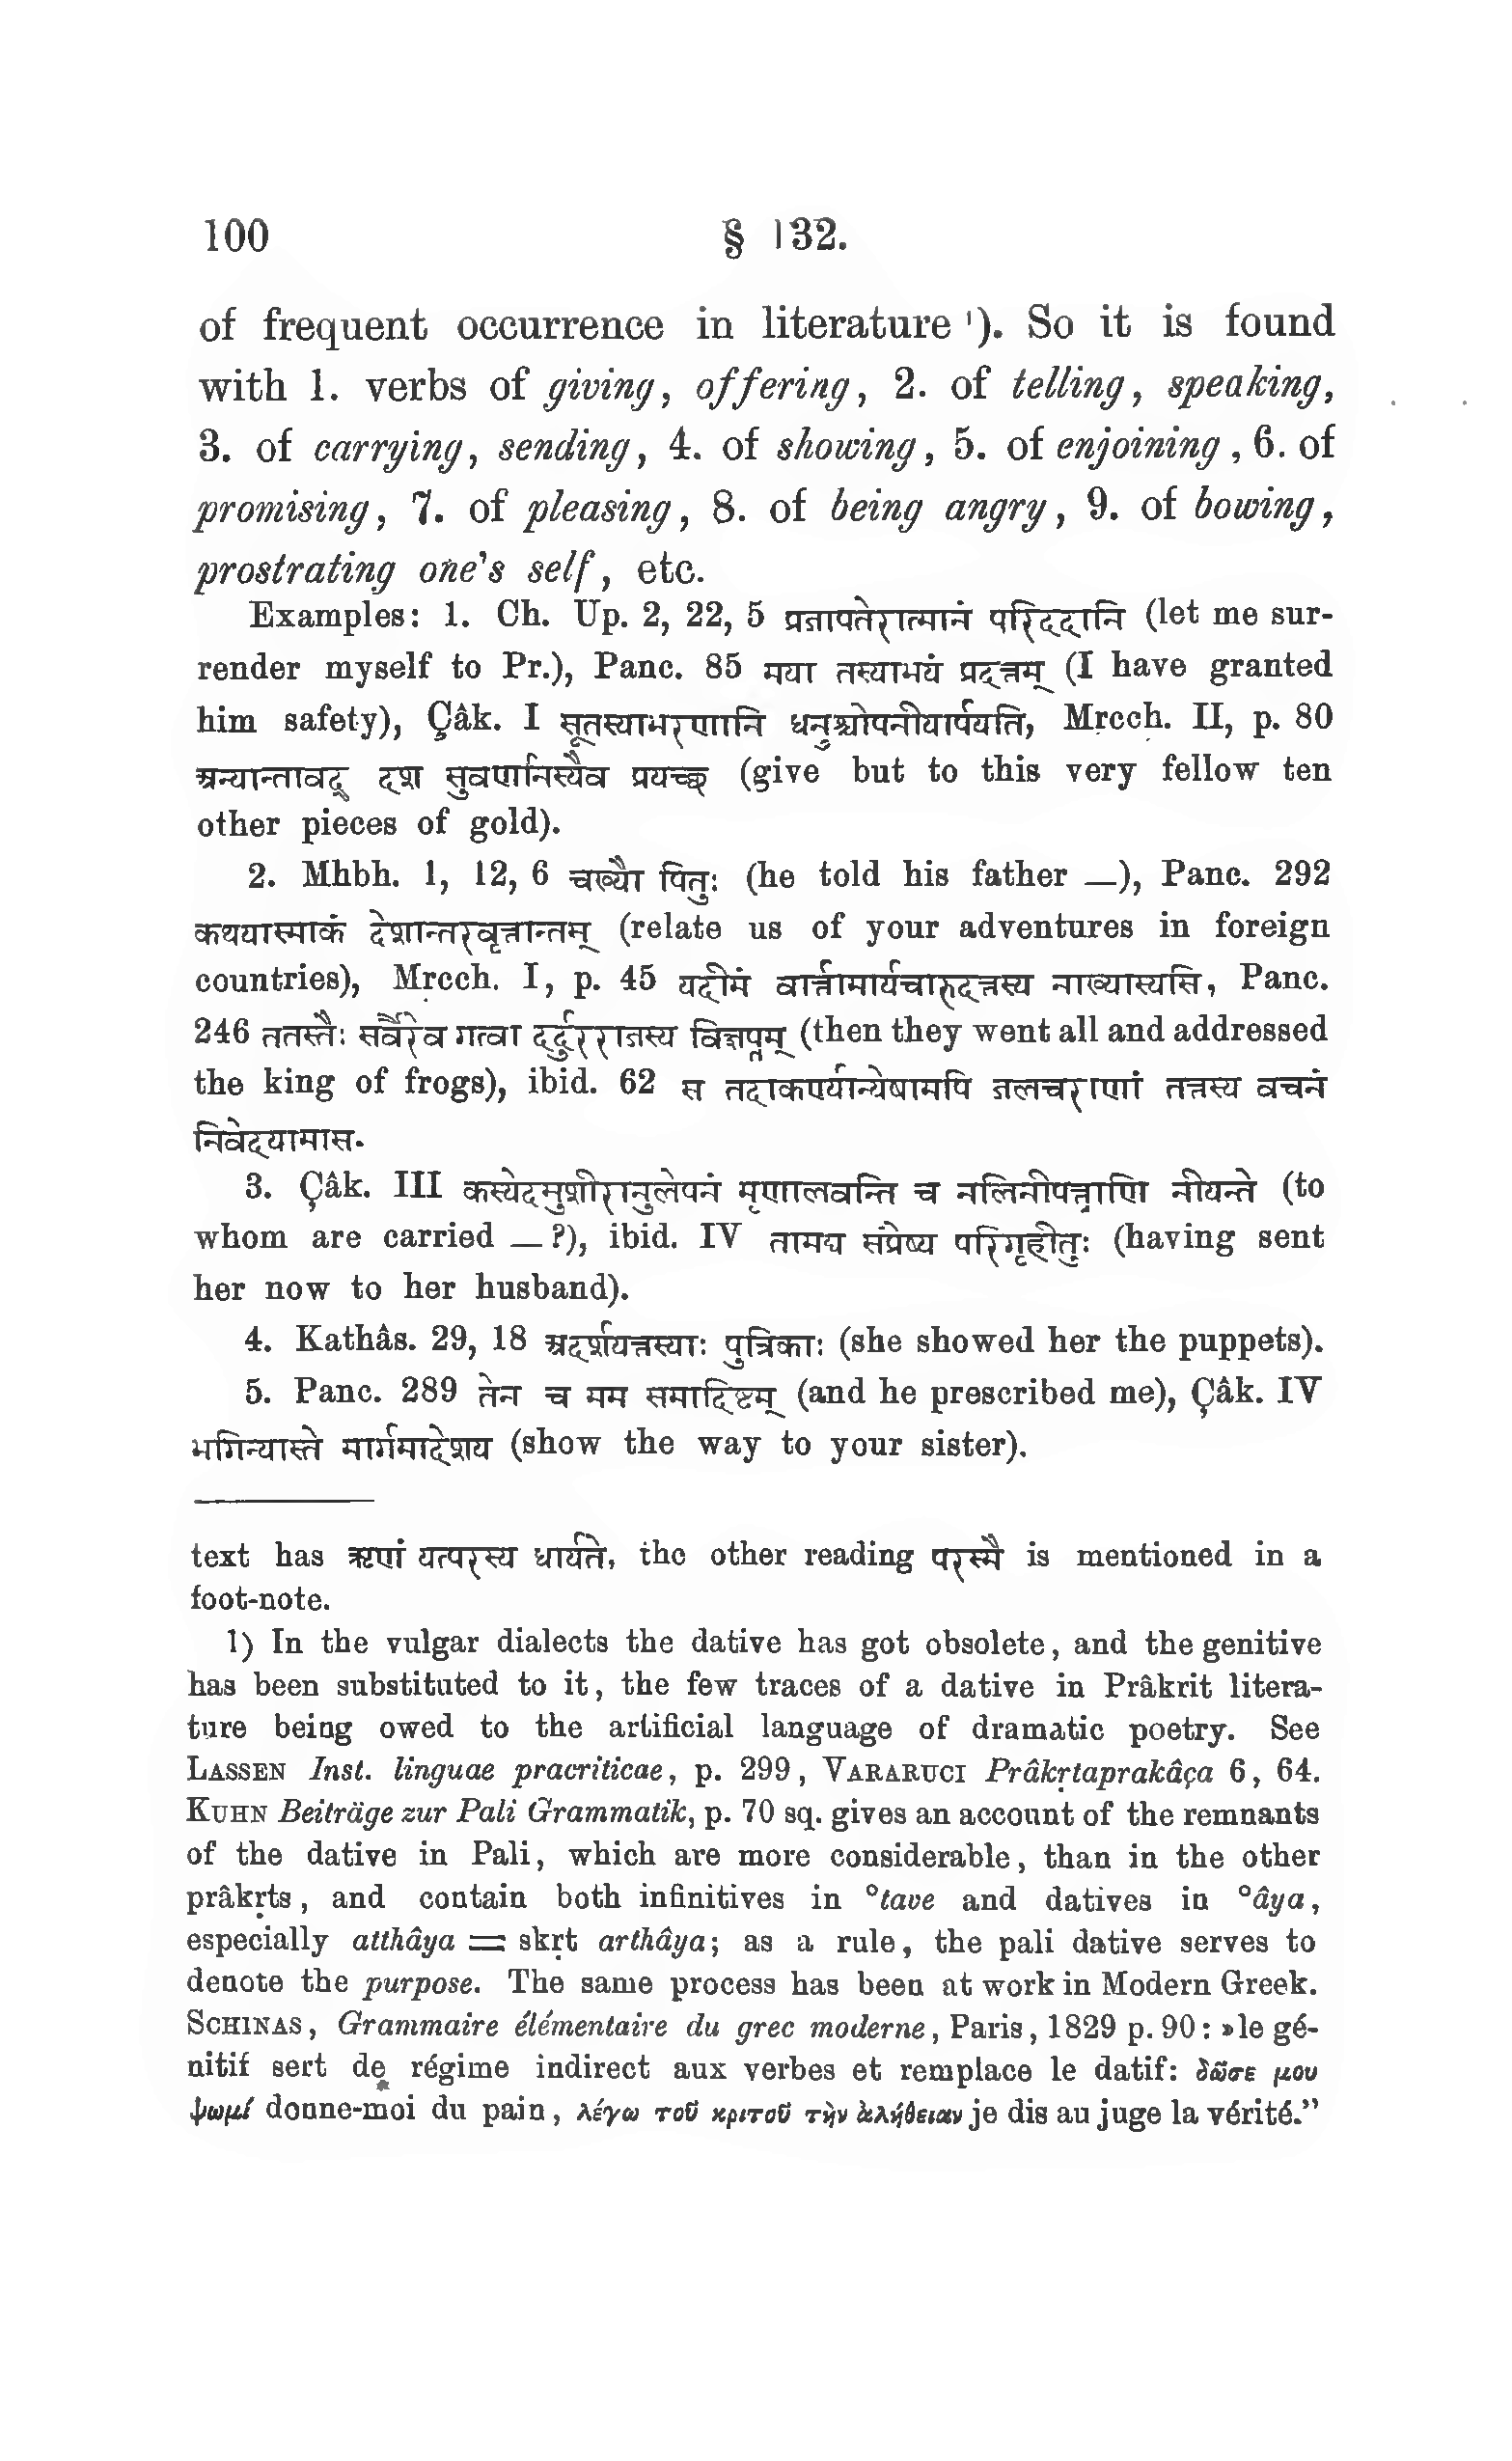 100 § 132.
of frequent occurrence in literature ¹). So it is found
with 1. verbs of giving, offering, 2. of telling, speaking,
3. of carrying, sending, 4. of showing, 5. of enjoining, 6. of
promising, 7. of pleasing, 8. of being angry, 9. of bowing,
prostrating one's self, etc.
Examples: 1. Ch. Up. 2, 22, 5 प्रजापतेरात्मानं परिददानि (let me sur-
render myself to Pr.), Panc. 85 मया तस्याभयं प्रदत्तम् (I have granted
him safety), Çâk. I सूतस्याभरणानि धनुश्चोपनीयार्पयति, Mṛcch. II, p. 80
अन्यान्तावद् दश सुवर्णानस्यैव प्रयच्छ (give but to this very fellow ten
other pieces of gold).
2. Mhbh. 1, 12, 6 चख्यौ पितुः (he told his father —), Panc. 292
कथयास्माकं देशान्तरवृत्तान्तम् (relate us of your adventures in foreign
countries), Mṛcch. I, p. 45 यदीमं वार्त्तामार्यचारुदत्तस्य नाख्यास्यसि, Panc.
246 ततस्तैः सर्वैरेव गत्वा दर्दुरराजस्य विज्ञप्तम् (then they went all and addressed
the king of frogs), ibid. 62 स तदाकर्ण्यान्येषामपि जलचराणां तत्तस्य वचनं
निवेदयामास.
3. Çâk. III कस्येदमुशीरानुलेपनं मृणालवन्ति च नलिनीपत्त्राणि नीयन्ते (to
whom are carried — ?), ibid. IV तामद्य संप्रेष्य परिगृहीतुः (having sent
her now to her husband).
4. Kathâs. 29, 18 अदर्शयत्तस्याः पुत्रिकाः (she showed her the puppets).
5. Panc. 289 तेन च मम समादिष्टम् (and he prescribed me), Çâk. IV
भगिन्यास्ते मार्गमादेशय (show the way to your sister).
text has ऋणं यत्परस्य धार्यते, the other reading परस्मै is mentioned in a
foot-note.
1) In the vulgar dialects the dative has got obsolete, and the genitive
has been substituted to it, the few traces of a dative in Prâkrit litera-
ture being owed to the artificial language of dramatic poetry. See
LASSEN Inst. linguae pracriticae, p. 299, VARARUCI Prâkṛtaprakâça 6, 64.
KUHN Beiträge zur Pali Grammatik, p. 70 sq. gives an account of the remnants
of the dative in Pali, which are more considerable, than in the other
prâkṛts, and contain both infinitives in °tave and datives in °âya,
especially atthâya = skṛt arthâya; as a rule, the pali dative serves to
denote the purpose. The same process has been at work in Modern Greek.
SCHINAS, Grammaire élémentaire du grec moderne, Paris, 1829 p. 90: »le gé-
nitif sert de régime indirect aux verbes et remplace le datif: δῶσε μου
ψωμί donne-moi du pain, λέγω τοῦ κριτοῦ τὴν ἀλήθειαν je dis au juge la vérité.”